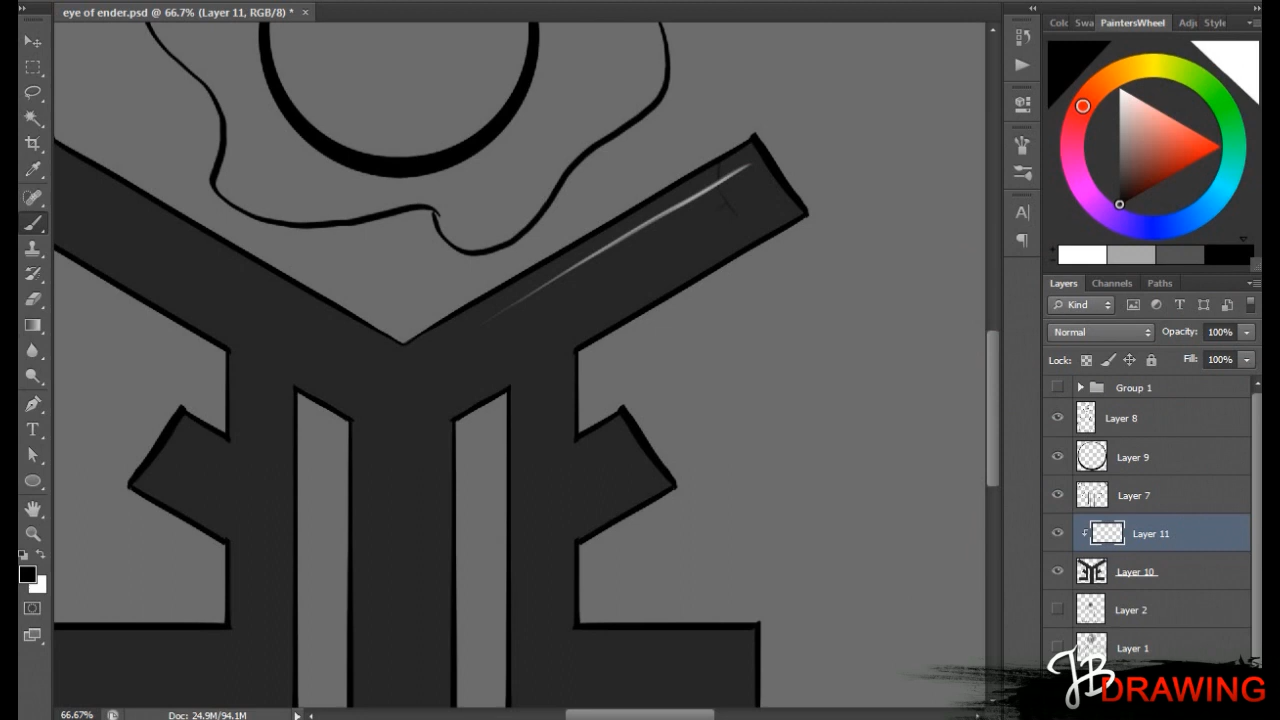 eye of ender.psd @ 66.7% (Layer 11, RGB/8) * ×
Colc Swa PaintersWheel Adju Style
Layers Channels Paths
Kind
Normal Opacity: 100%
Lock: Fill: 100%
Group 1
Layer 8
Layer 9
Layer 7
Layer 11
Layer 10
Layer 2
Layer 1
JB DRAWING
66.67% Doc: 24.9M/94.1M